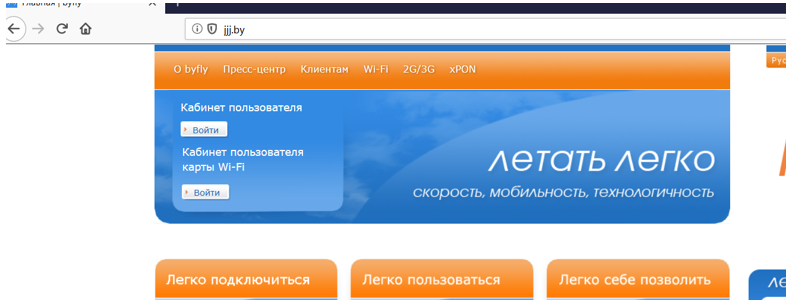 Главная | byfly
jjj.by
Рус
О byfly Пресс-центр Клиентам Wi-Fi 2G/3G xPON
Кабинет пользователя
Войти
Кабинет пользователя
карты Wi-Fi
Войти
летать легко
скорость, мобильность, технологичность
Легко подключиться Легко пользоваться Легко себе позволить